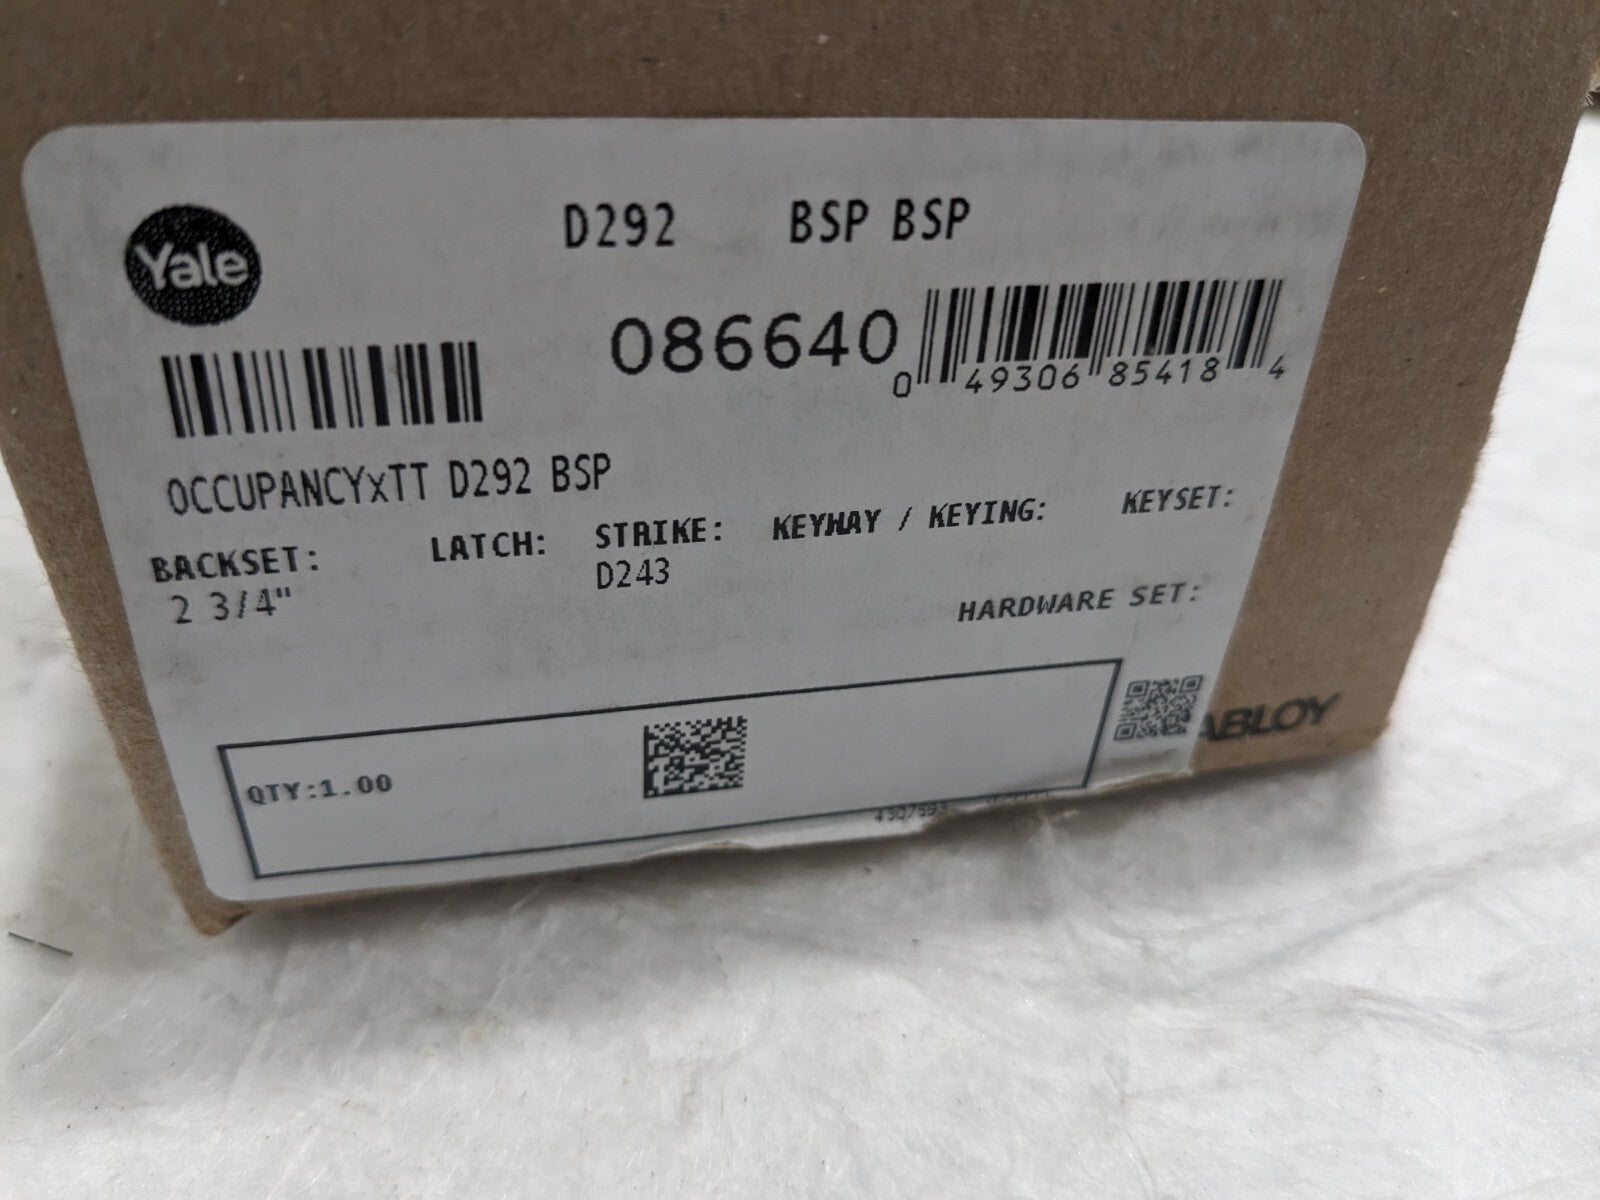 D292 BSP BSP
Yale
086640
0 49306 85418 4
OCCUPANCYxTT D292 BSP
BACKSET: LATCH: STRIKE: KEYWAY / KEYING: KEYSET:
2 3/4" D243
HARDWARE SET:
ABLOY
QTY:1.00